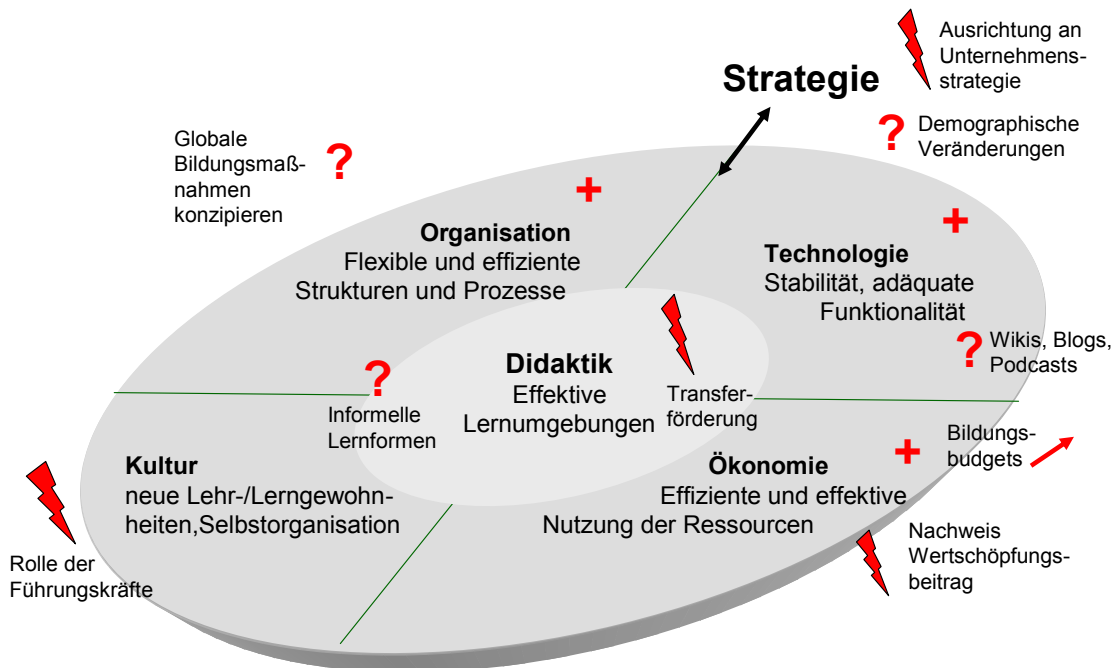 Ausrichtung an
Unternehmens-
strategie
Strategie
? Demographische
Veränderungen
Globale
Bildungsmaß-
nahmen
konzipieren
?
+
+
Organisation
Flexible und effiziente
Strukturen und Prozesse
Technologie
Stabilität, adäquate
Funktionalität
? Wikis, Blogs,
Podcasts
Didaktik
Effektive
Lernumgebungen
Transfer-
förderung
?
Informelle
Lernformen
Kultur
neue Lehr-/Lerngewohn-
heiten,Selbstorganisation
Ökonomie
Effiziente und effektive
Nutzung der Ressourcen
+
Bildungs-
budgets
Rolle der
Führungskräfte
Nachweis
Wertschöpfungs-
beitrag